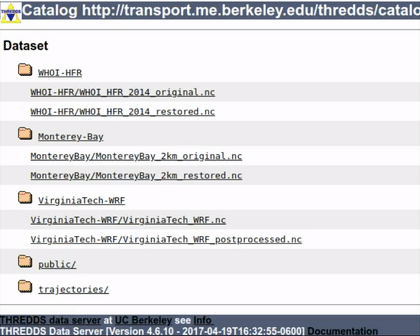 THREDDS
Catalog http://transport.me.berkeley.edu/thredds/catalo
Dataset
WHOI-HFR
WHOI-HFR/WHOI_HFR_2014_original.nc
WHOI-HFR/WHOI_HFR_2014_restored.nc
Monterey-Bay
MontereyBay/MontereyBay_2km_original.nc
MontereyBay/MontereyBay_2km_restored.nc
VirginiaTech-WRF
VirginiaTech-WRF/VirginiaTech_WRF.nc
VirginiaTech-WRF/VirginiaTech_WRF_postprocessed.nc
public/
trajectories/
THREDDS data server at UC Berkeley see Info
THREDDS Data Server [Version 4.6.10 - 2017-04-19T16:32:55-0600] Documentation